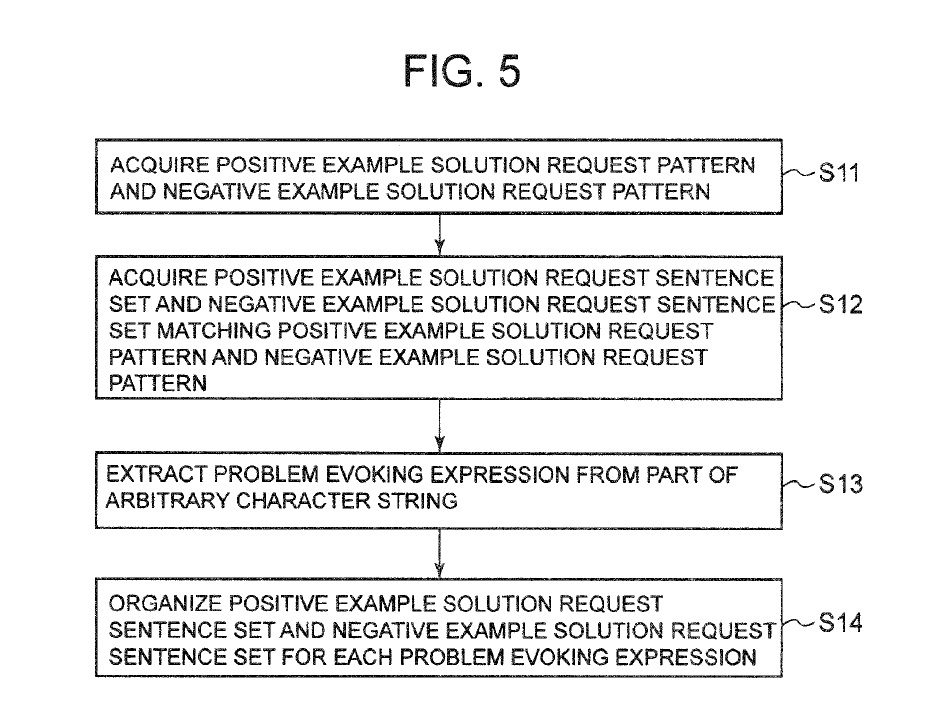 FIG. 5
ACQUIRE POSITIVE EXAMPLE SOLUTION REQUEST PATTERN
AND NEGATIVE EXAMPLE SOLUTION REQUEST PATTERN
S11
ACQUIRE POSITIVE EXAMPLE SOLUTION REQUEST SENTENCE
SET AND NEGATIVE EXAMPLE SOLUTION REQUEST SENTENCE
SET MATCHING POSITIVE EXAMPLE SOLUTION REQUEST
PATTERN AND NEGATIVE EXAMPLE SOLUTION REQUEST
PATTERN
S12
EXTRACT PROBLEM EVOKING EXPRESSION FROM PART OF
ARBITRARY CHARACTER STRING
S13
ORGANIZE POSITIVE EXAMPLE SOLUTION REQUEST
SENTENCE SET AND NEGATIVE EXAMPLE SOLUTION REQUEST
SENTENCE SET FOR EACH PROBLEM EVOKING EXPRESSION
S14